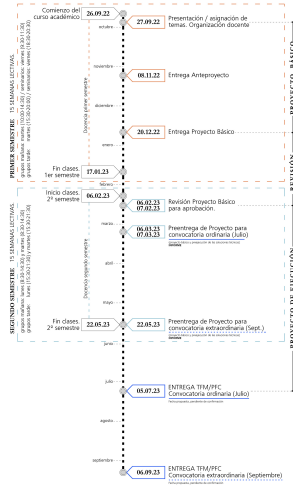 Comienzo del
curso académico
26.09.22
octubre
27.09.22
Presentación / asignación de
temas. Organización docente
noviembre
08.11.22
Entrega Anteproyecto
diciembre
20.12.22
Entrega Proyecto Básico
enero
Fin clases
1er semestre
17.01.23
febrero
Inicio clases
2º semestre
06.02.23
06.02.23
07.02.23
Revisión Proyecto Básico
para aprobación.
marzo
06.03.23
07.03.23
Preentrega de Proyecto para
convocatoria ordinaria (Julio)
abril
mayo
Fin clases
2º semestre
22.05.23
22.05.23
Preentrega de Proyecto para
convocatoria extraordinaria (Sept.)
junio
julio
05.07.23
ENTREGA TFM/PFC
Convocatoria ordinaria (Julio)
agosto
septiembre
06.09.23
ENTREGA TFM/PFC
Convocatoria extraordinaria (Septiembre)
PRIMER SEMESTRE 15 SEMANAS LECTIVAS.
Docencia primer semestre
SEGUNDO SEMESTRE 15 SEMANAS LECTIVAS.
Docencia segundo semestre
PROYECTO BÁSICO
REVISIÓN
PROYECTO DE EJECUCIÓN